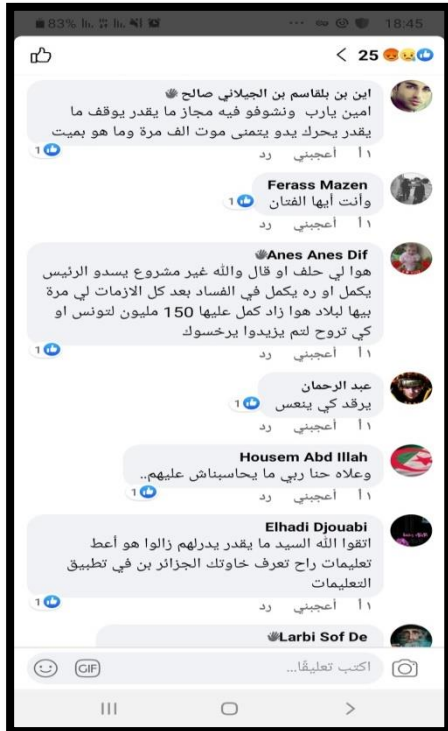 83% 18:45
25
اين بن بلقاسم بن الجيلاني صالح
امين يارب ونشوفو فيه مجاز ما يقدر يوقف ما
يقدر يحرك يدو يتمنى موت الف مرة وما هو بميت
1
١ أ أعجبني رد
Ferass Mazen
وأنت أيها الفتان
1
١ أ أعجبني رد
Anes Anes Dif
هوا لي حلف او قال والله غير مشروع يسدو الرئيس
يكمل او ره يكمل في الفساد بعد كل الازمات لي مرة
بيها لبلاد هوا زاد كمل عليها 150 مليون لتونس او
كي تروح لتم يزيدوا يرخسوك
1
١ أ أعجبني رد
عبد الرحمان
يرقد كي ينعس
1
١ أ أعجبني رد
Housem Abd Illah
وعلاه حنا ربي ما يحاسبناش عليهم..
1
١ أ أعجبني رد
Elhadi Djouabi
اتقوا الله السيد ما يقدر يدرلهم زالوا هو أعط
تعليمات راح تعرف خاوتك الجزائر بن في تطبيق
التعليمات
1
١ أ أعجبني رد
Larbi Sof De
اكتب تعليقًا...
GIF